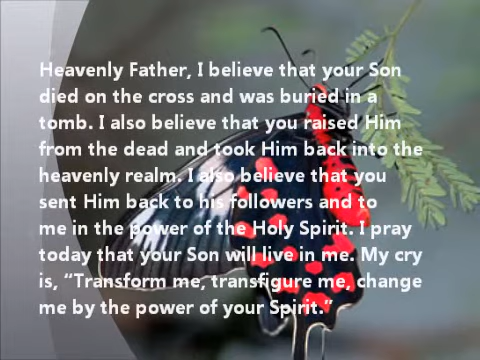 Heavenly Father, I believe that your Son
died on the cross and was buried in a
tomb. I also believe that you raised Him
from the dead and took Him back into the
heavenly realm. I also believe that you
sent Him back to his followers and to
me in the power of the Holy Spirit. I pray
today that your Son will live in me. My cry
is, “Transform me, transfigure me, change
me by the power of your Spirit.”